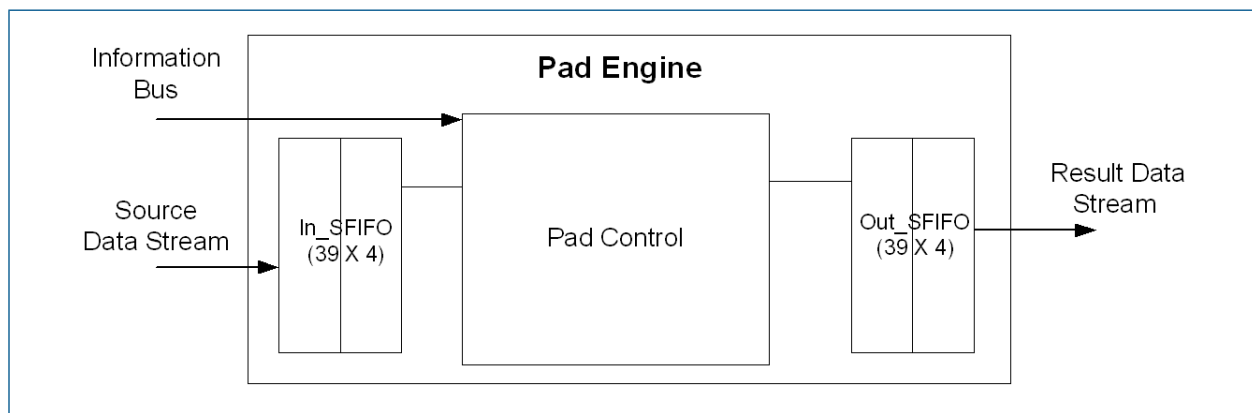 Pad Engine
Information
Bus
Source
Data Stream
In_SFIFO
(39 X 4)
Pad Control
Out_SFIFO
(39 X 4)
Result Data
Stream